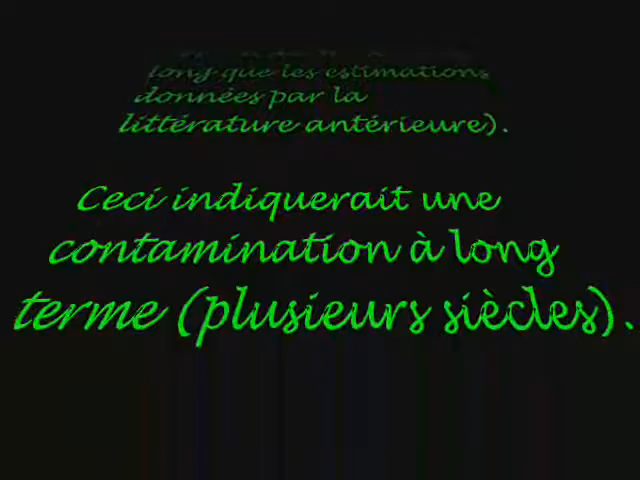 long que les estimations
données par la
littérature antérieure).
Ceci indiquerait une
contamination à long
terme (plusieurs siècles).